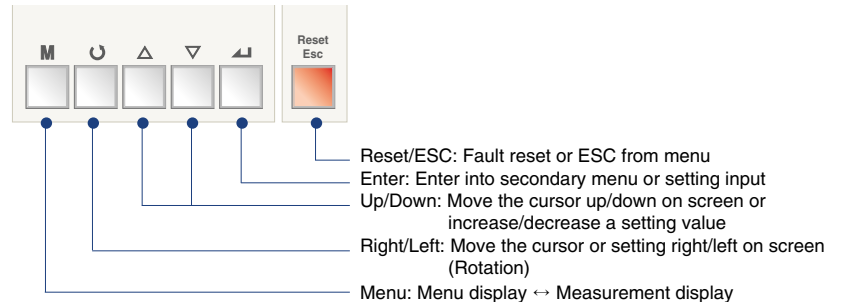 M
Reset
Esc
Reset/ESC: Fault reset or ESC from menu
Enter: Enter into secondary menu or setting input
Up/Down: Move the cursor up/down on screen or
increase/decrease a setting value
Right/Left: Move the cursor or setting right/left on screen
(Rotation)
Menu: Menu display ↔ Measurement display